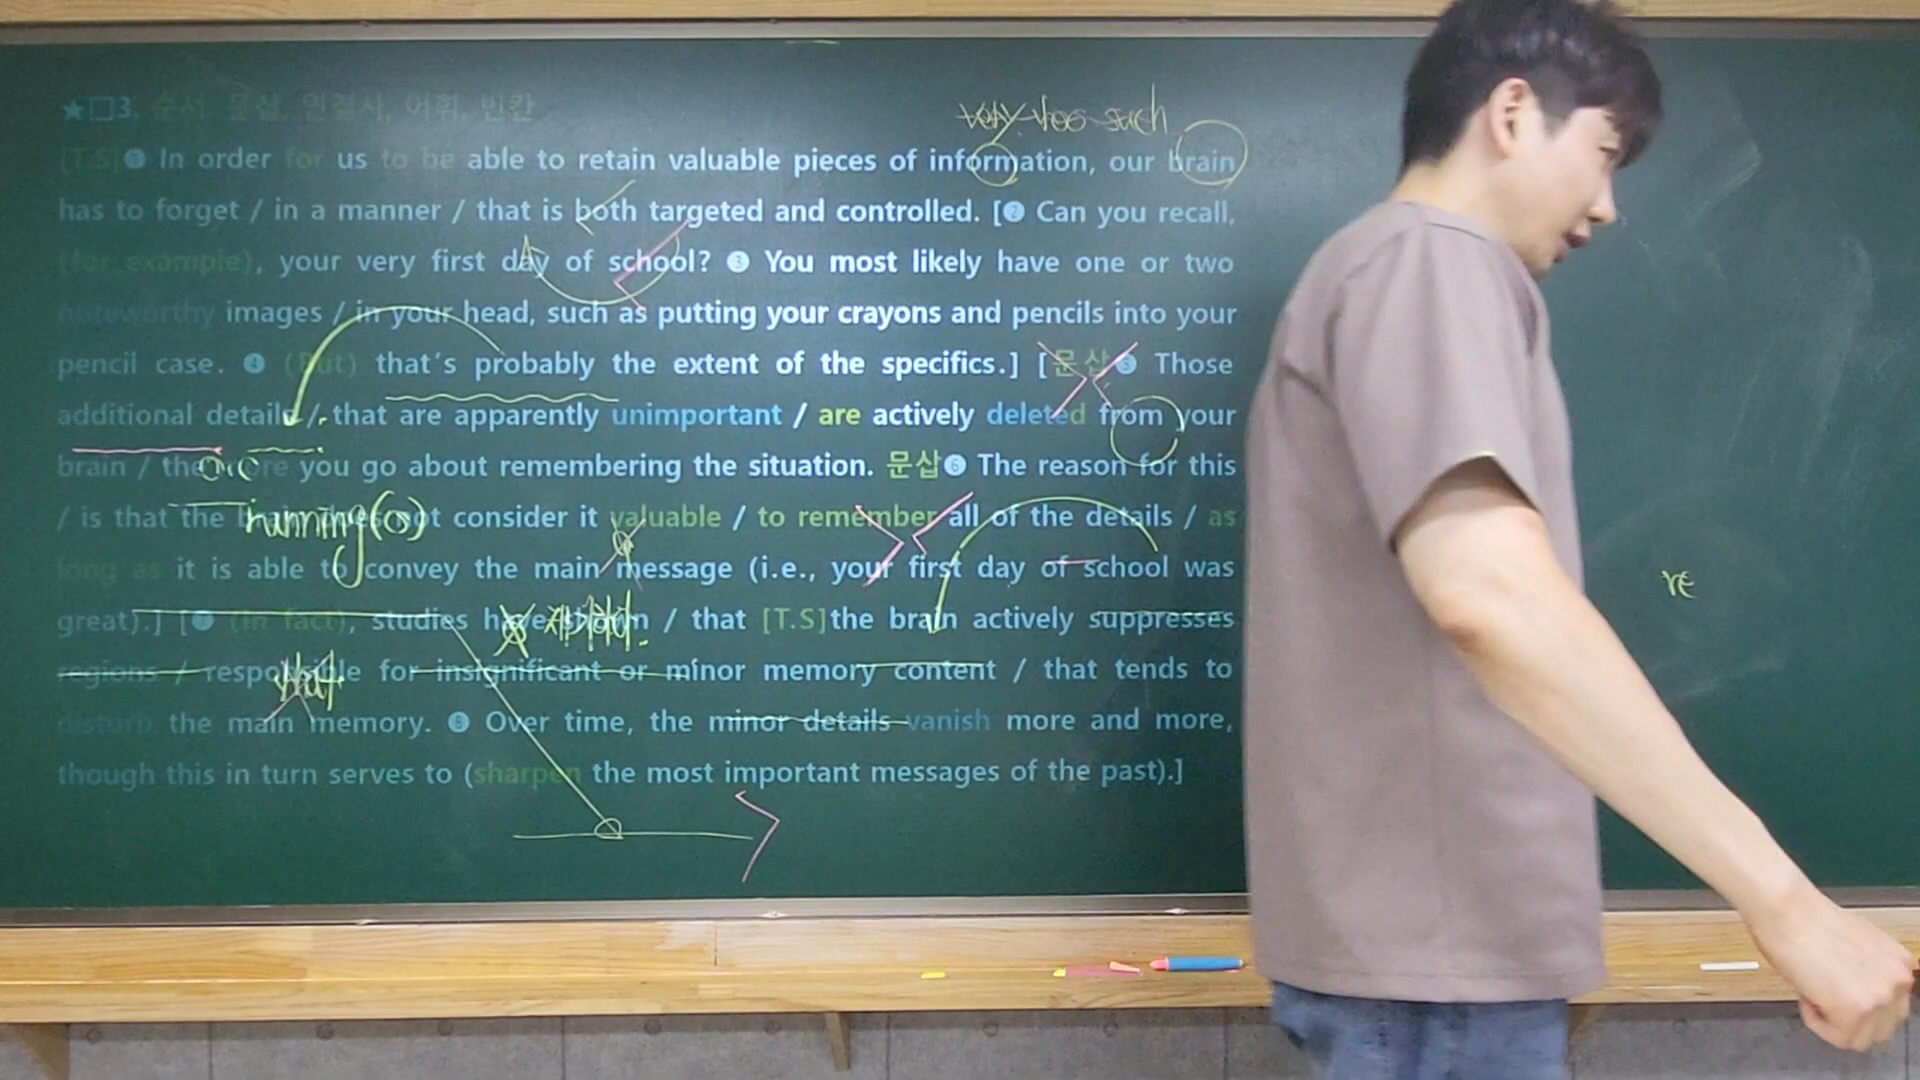 ★□3. 순서, 문삽, 연결사, 어휘, 빈칸
very too such
[T.S]❶ In order for us to be able to retain valuable pieces of information, our brain
has to forget / in a manner / that is both targeted and controlled. [❷ Can you recall,
(for example), your very first day of school? ❸ You most likely have one or two
noteworthy images / in your head, such as putting your crayons and pencils into your
pencil case. ❹ (But) that's probably the extent of the specifics.] [문삽❺ Those
additional details / that are apparently unimportant / are actively deleted from your
brain / the more you go about remembering the situation. 문삽❻ The reason for this
/ is that the brain does not consider it valuable / to remember all of the details / as
running(o)
long as it is able to convey the main message (i.e., your first day of school was
re
great).] [❼ (In fact), studies have shown / that [T.S]the brain actively suppresses
regions / responsible for insignificant or minor memory content / that tends to
what
disturb the main memory. ❽ Over time, the minor details vanish more and more,
though this in turn serves to (sharpen the most important messages of the past).]